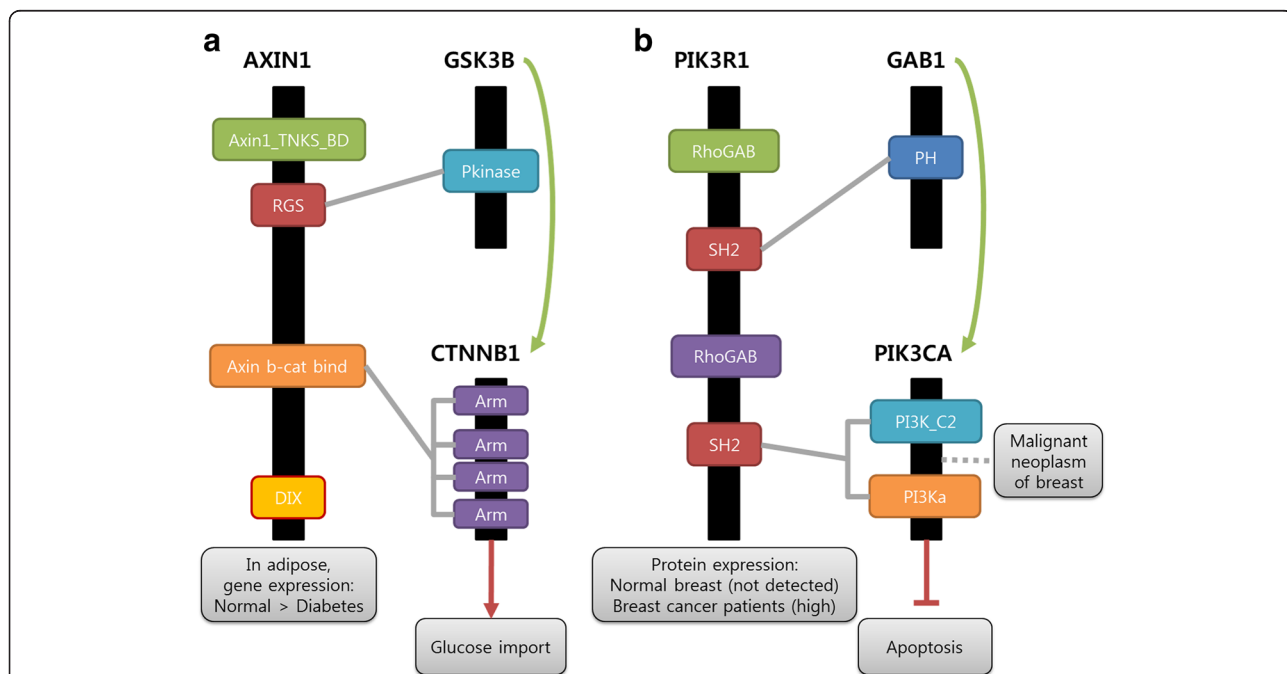 a
AXIN1
GSK3B
Axin1_TNKS_BD
Pkinase
RGS
Axin b-cat bind
CTNNB1
Arm
Arm
Arm
Arm
DIX
In adipose,
gene expression:
Normal > Diabetes
Glucose import
b
PIK3R1
GAB1
RhoGAB
PH
SH2
RhoGAB
PIK3CA
PI3K_C2
SH2
Malignant
neoplasm
of breast
PI3Ka
Protein expression:
Normal breast (not detected)
Breast cancer patients (high)
Apoptosis